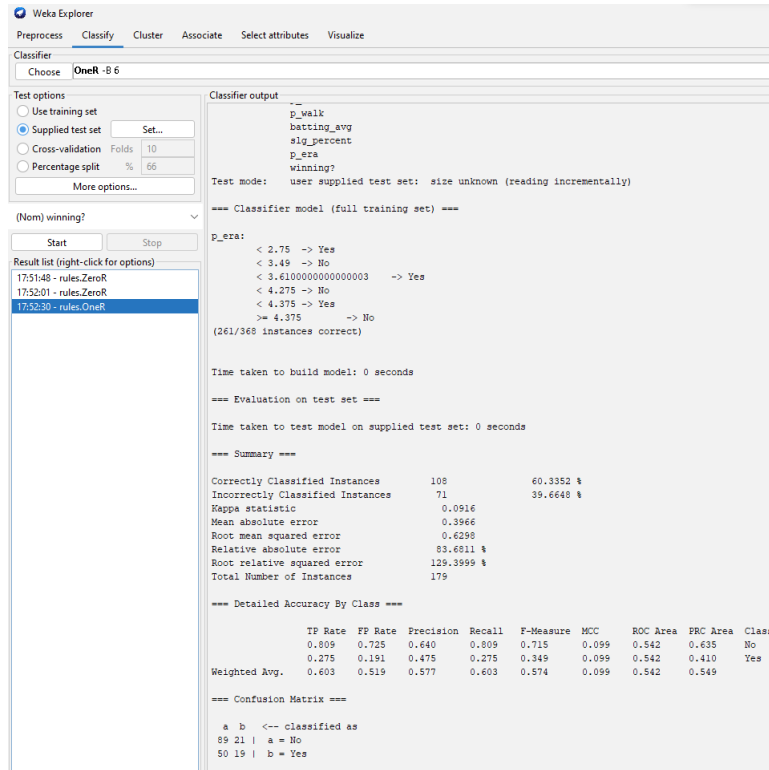 Weka Explorer
Preprocess Classify Cluster Associate Select attributes Visualize
Classifier
Choose OneR -B 6
Test options
Use training set
Supplied test set Set...
Cross-validation Folds 10
Percentage split % 66
More options...
(Nom) winning?
Start Stop
Result list (right-click for options)
17:51:48 - rules.ZeroR
17:52:01 - rules.ZeroR
17:52:30 - rules.OneR
Classifier output
p_walk
batting_avg
slg_percent
p_era
winning?
Test mode: user supplied test set: size unknown (reading incrementally)
=== Classifier model (full training set) ===
p_era:
< 2.75 -> Yes
< 3.49 -> No
< 3.6100000000000003 -> Yes
< 4.275 -> No
< 4.375 -> Yes
>= 4.375 -> No
(261/368 instances correct)
Time taken to build model: 0 seconds
=== Evaluation on test set ===
Time taken to test model on supplied test set: 0 seconds
=== Summary ===
Correctly Classified Instances 108 60.3352 %
Incorrectly Classified Instances 71 39.6648 %
Kappa statistic 0.0916
Mean absolute error 0.3966
Root mean squared error 0.6298
Relative absolute error 83.6811 %
Root relative squared error 129.3999 %
Total Number of Instances 179
=== Detailed Accuracy By Class ===
TP Rate FP Rate Precision Recall F-Measure MCC ROC Area PRC Area Clas
0.809 0.725 0.640 0.809 0.715 0.099 0.542 0.635 No
0.275 0.191 0.475 0.275 0.349 0.099 0.542 0.410 Yes
Weighted Avg. 0.603 0.519 0.577 0.603 0.574 0.099 0.542 0.549
=== Confusion Matrix ===
a b <-- classified as
89 21 | a = No
50 19 | b = Yes